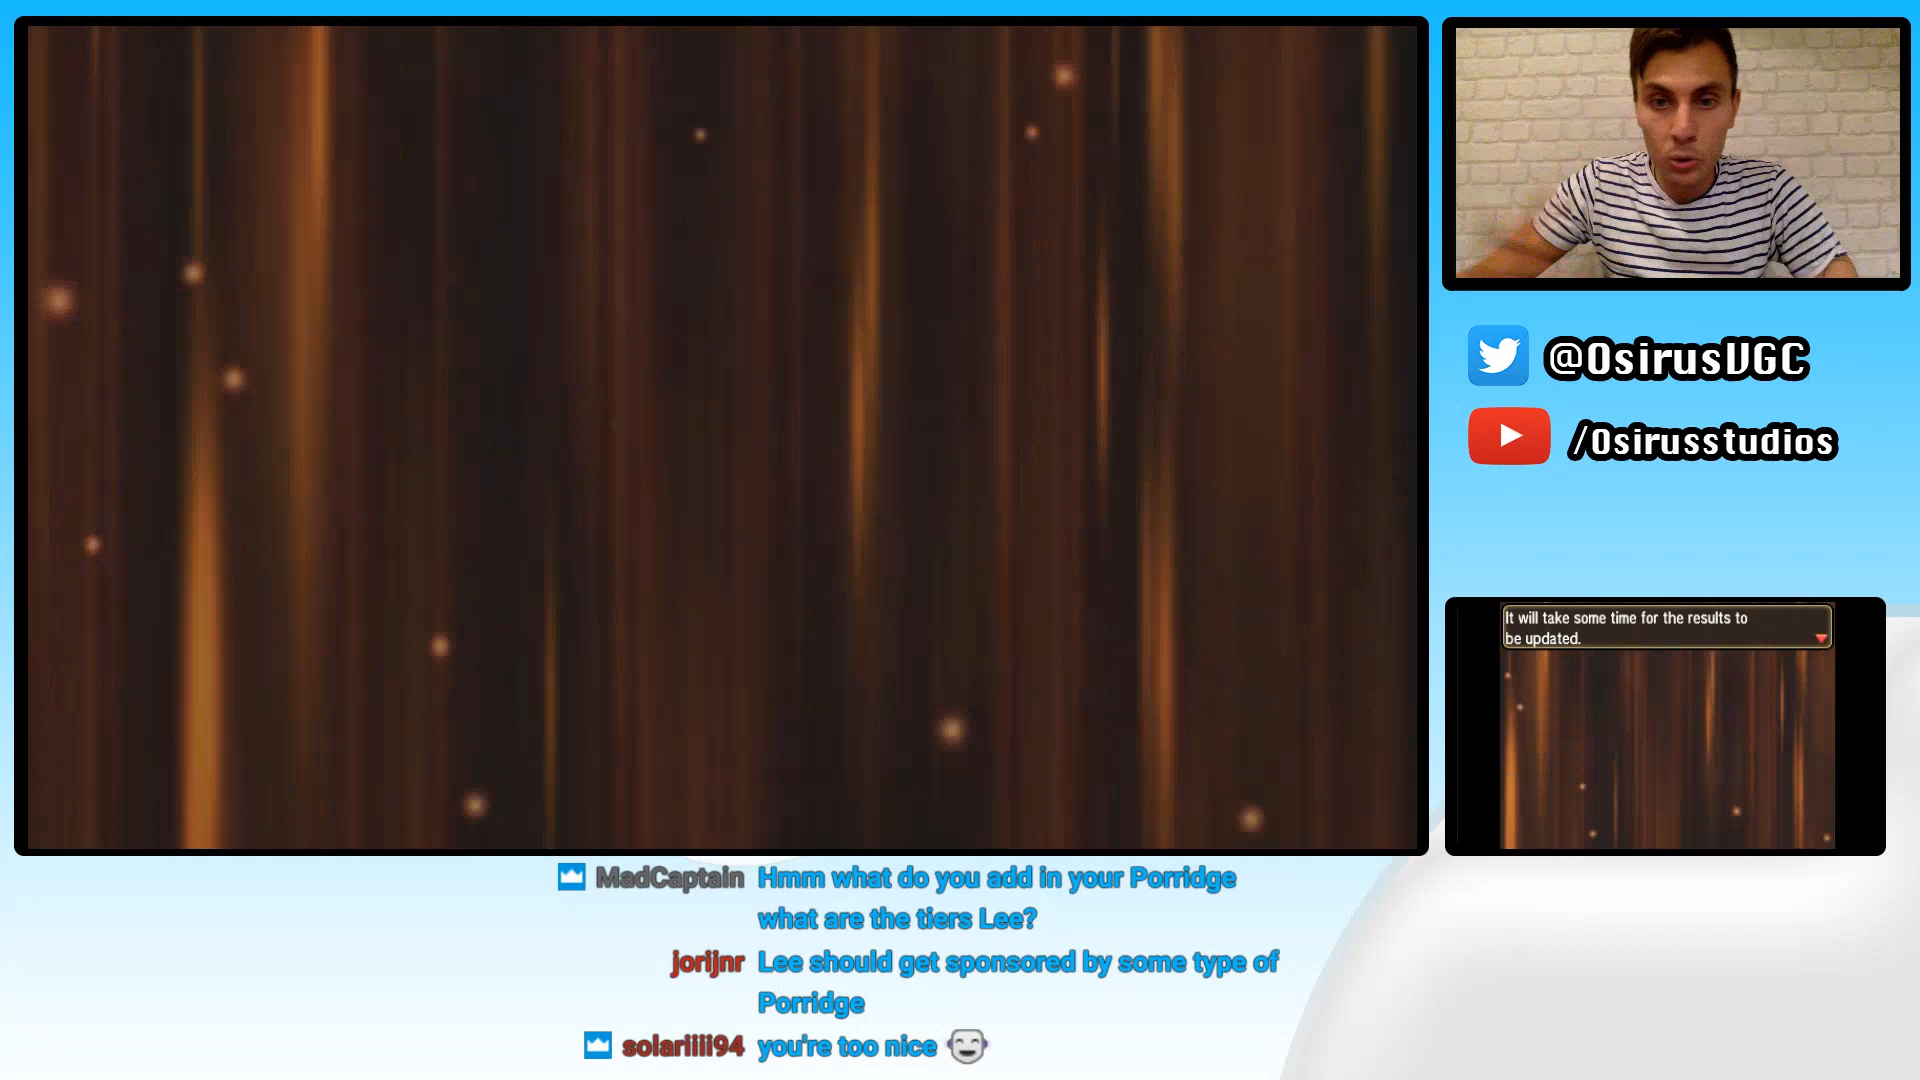 @OsirusVGC
/Osirusstudios
It will take some time for the results to
be updated.
MadCaptain Hmm what do you add in your Porridge
what are the tiers Lee?
jorijnr Lee should get sponsored by some type of
Porridge
solariiii94 you're too nice